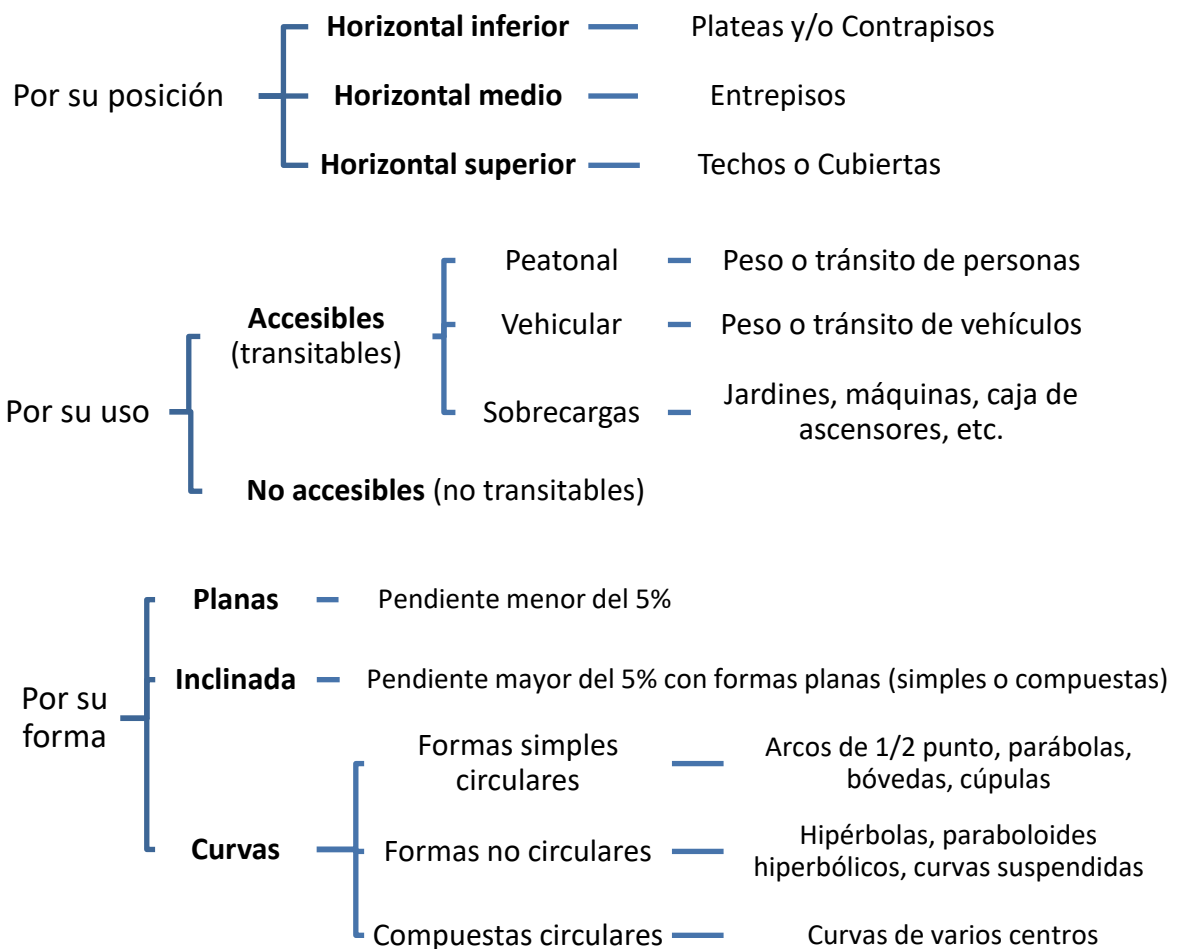 Por su posición
Horizontal inferior
Plateas y/o Contrapisos
Horizontal medio
Entrepisos
Horizontal superior
Techos o Cubiertas
Por su uso
Accesibles
(transitables)
Peatonal
Peso o tránsito de personas
Vehicular
Peso o tránsito de vehículos
Sobrecargas
Jardines, máquinas, caja de
ascensores, etc.
No accesibles (no transitables)
Por su
forma
Planas
Pendiente menor del 5%
Inclinada
Pendiente mayor del 5% con formas planas (simples o compuestas)
Curvas
Formas simples
circulares
Arcos de 1/2 punto, parábolas,
bóvedas, cúpulas
Formas no circulares
Hipérbolas, paraboloides
hiperbólicos, curvas suspendidas
Compuestas circulares
Curvas de varios centros